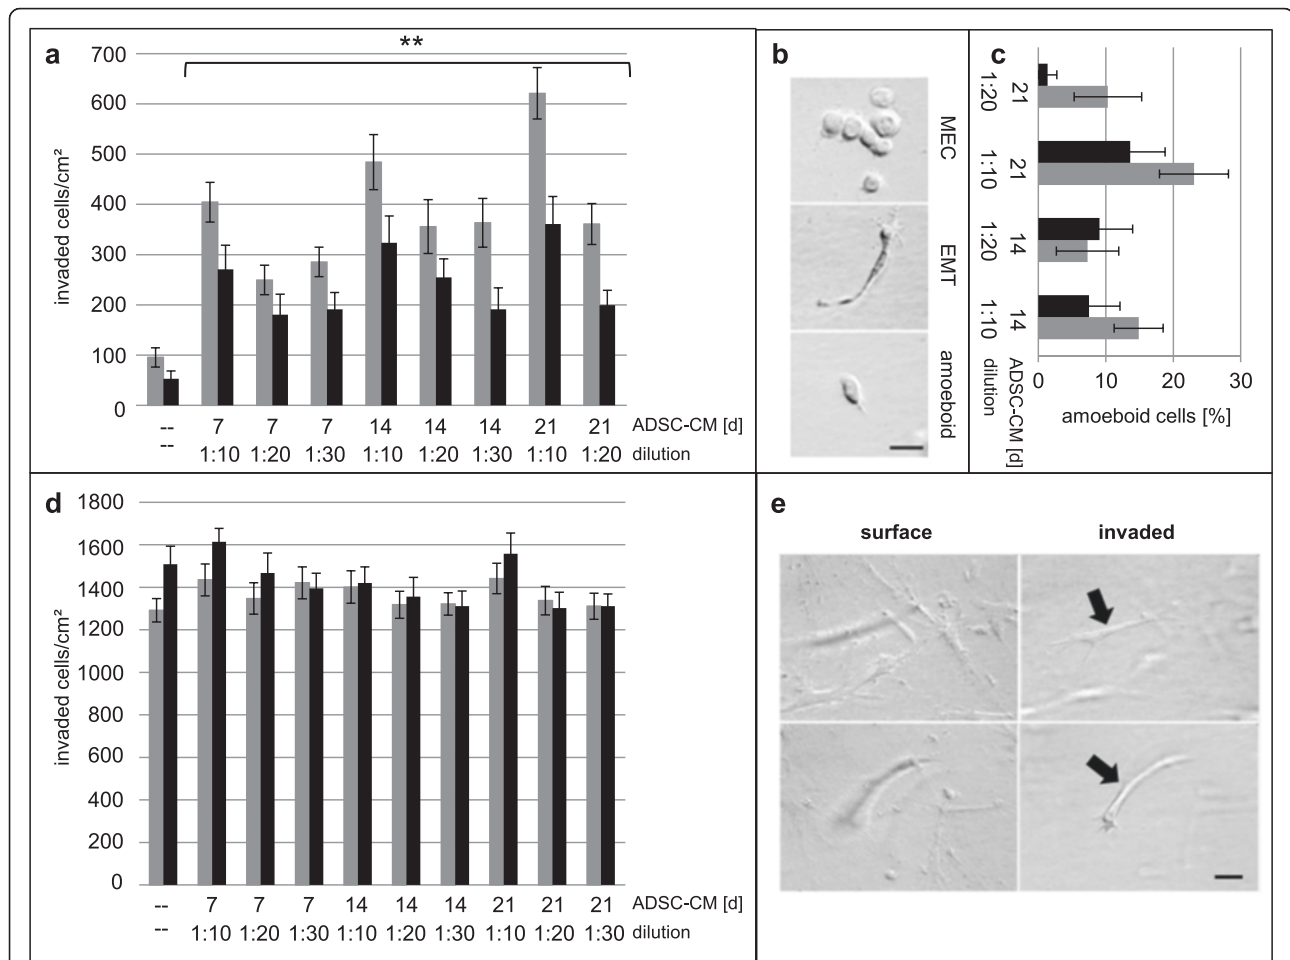 a
**
700
600
500
400
300
200
100
0
invaded cells/cm²
-- 7 7 7 14 14 14 21 21 ADSC-CM [d]
-- 1:10 1:20 1:30 1:10 1:20 1:30 1:10 1:20 dilution
b
MEC
EMT
amoeboid
c
21
1:20
21
1:10
14
1:20
14
1:10
ADSC-CM [d]
dilution
0 10 20 30
amoeboid cells [%]
d
1800
1600
1400
1200
1000
800
600
400
200
0
invaded cells/cm²
-- 7 7 7 14 14 14 21 21 21 ADSC-CM [d]
-- 1:10 1:20 1:30 1:10 1:20 1:30 1:10 1:20 1:30 dilution
e
surface invaded